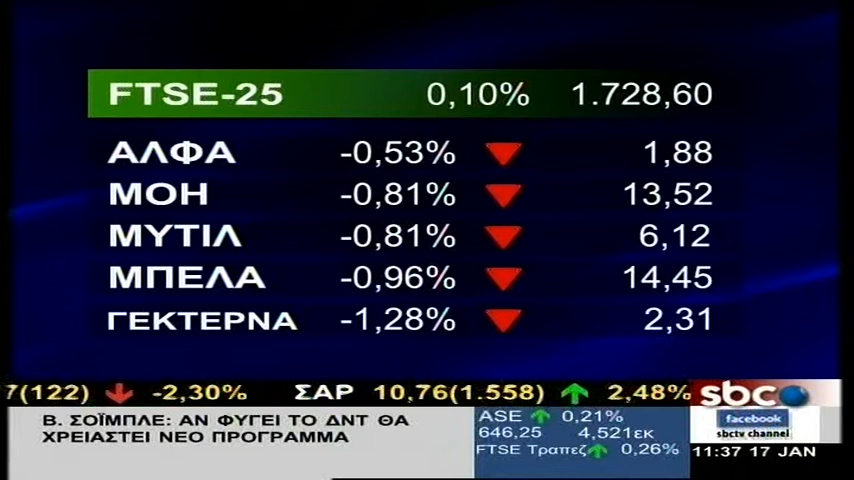 FTSE-25 0,10% 1.728,60
ΑΛΦΑ -0,53% 1,88
ΜΟΗ -0,81% 13,52
ΜΥΤΙΛ -0,81% 6,12
ΜΠΕΛΑ -0,96% 14,45
ΓΕΚΤΕΡΝΑ -1,28% 2,31
7(122) -2,30% ΣΑΡ 10,76(1.558) 2,48%
sbc
Β. ΣΟΪΜΠΛΕ: ΑΝ ΦΥΓΕΙ ΤΟ ΔΝΤ ΘΑ
ΧΡΕΙΑΣΤΕΙ ΝΕΟ ΠΡΟΓΡΑΜΜΑ
ASE 0,21%
646,25 4,521εκ
FTSE Τραπεζ 0,26%
facebook
sbctv channel
11:37 17 JAN